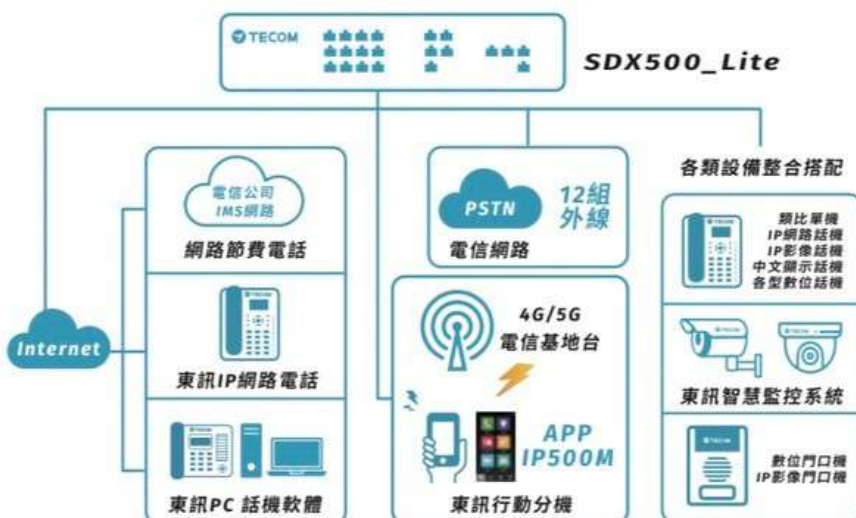 TECOM
SDX500_Lite
Internet
電信公司
IMS網路
網路節費電話
東訊IP網路電話
東訊PC 話機軟體
PSTN
12組
外線
電信網路
4G/5G
電信基地台
APP
IP500M
東訊行動分機
各類設備整合搭配
類比單機
IP網路話機
IP影像話機
中文顯示話機
各型數位話機
東訊智慧監控系統
TECOM
數位門口機
IP影像門口機